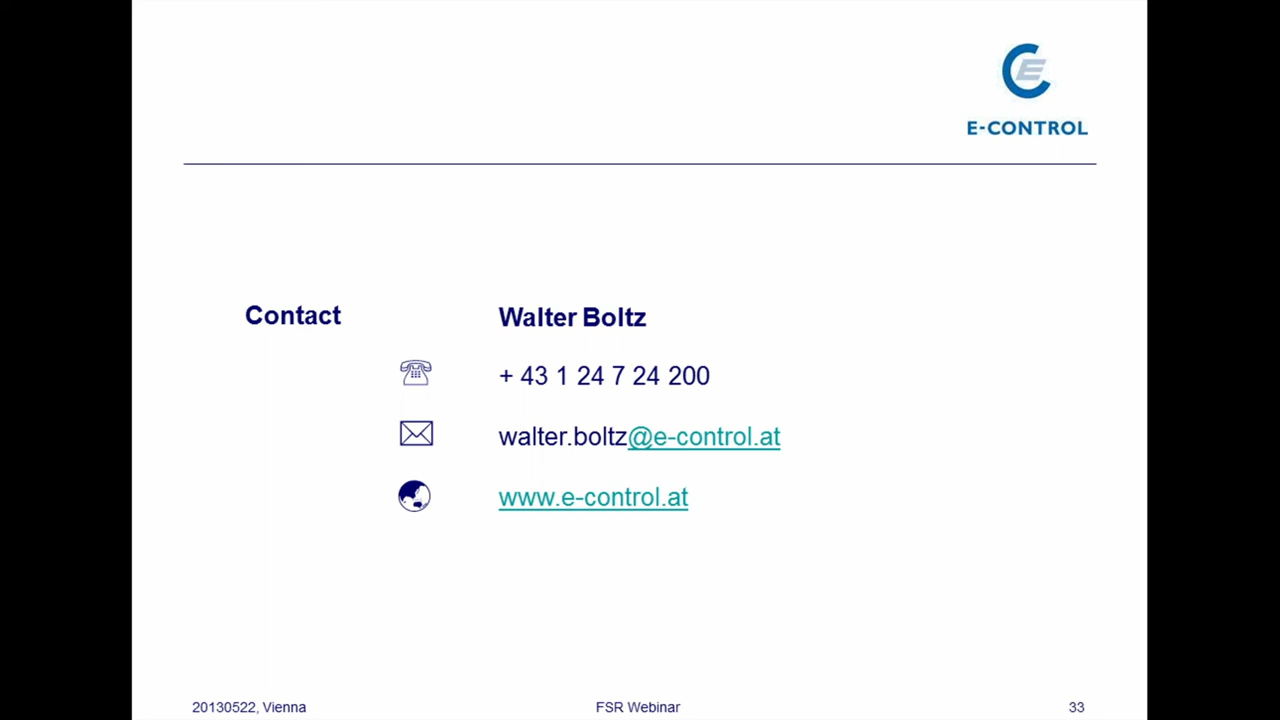 E-CONTROL
Contact
Walter Boltz
+ 43 1 24 7 24 200
walter.boltz@e-control.at
www.e-control.at
20130522, Vienna
FSR Webinar
33